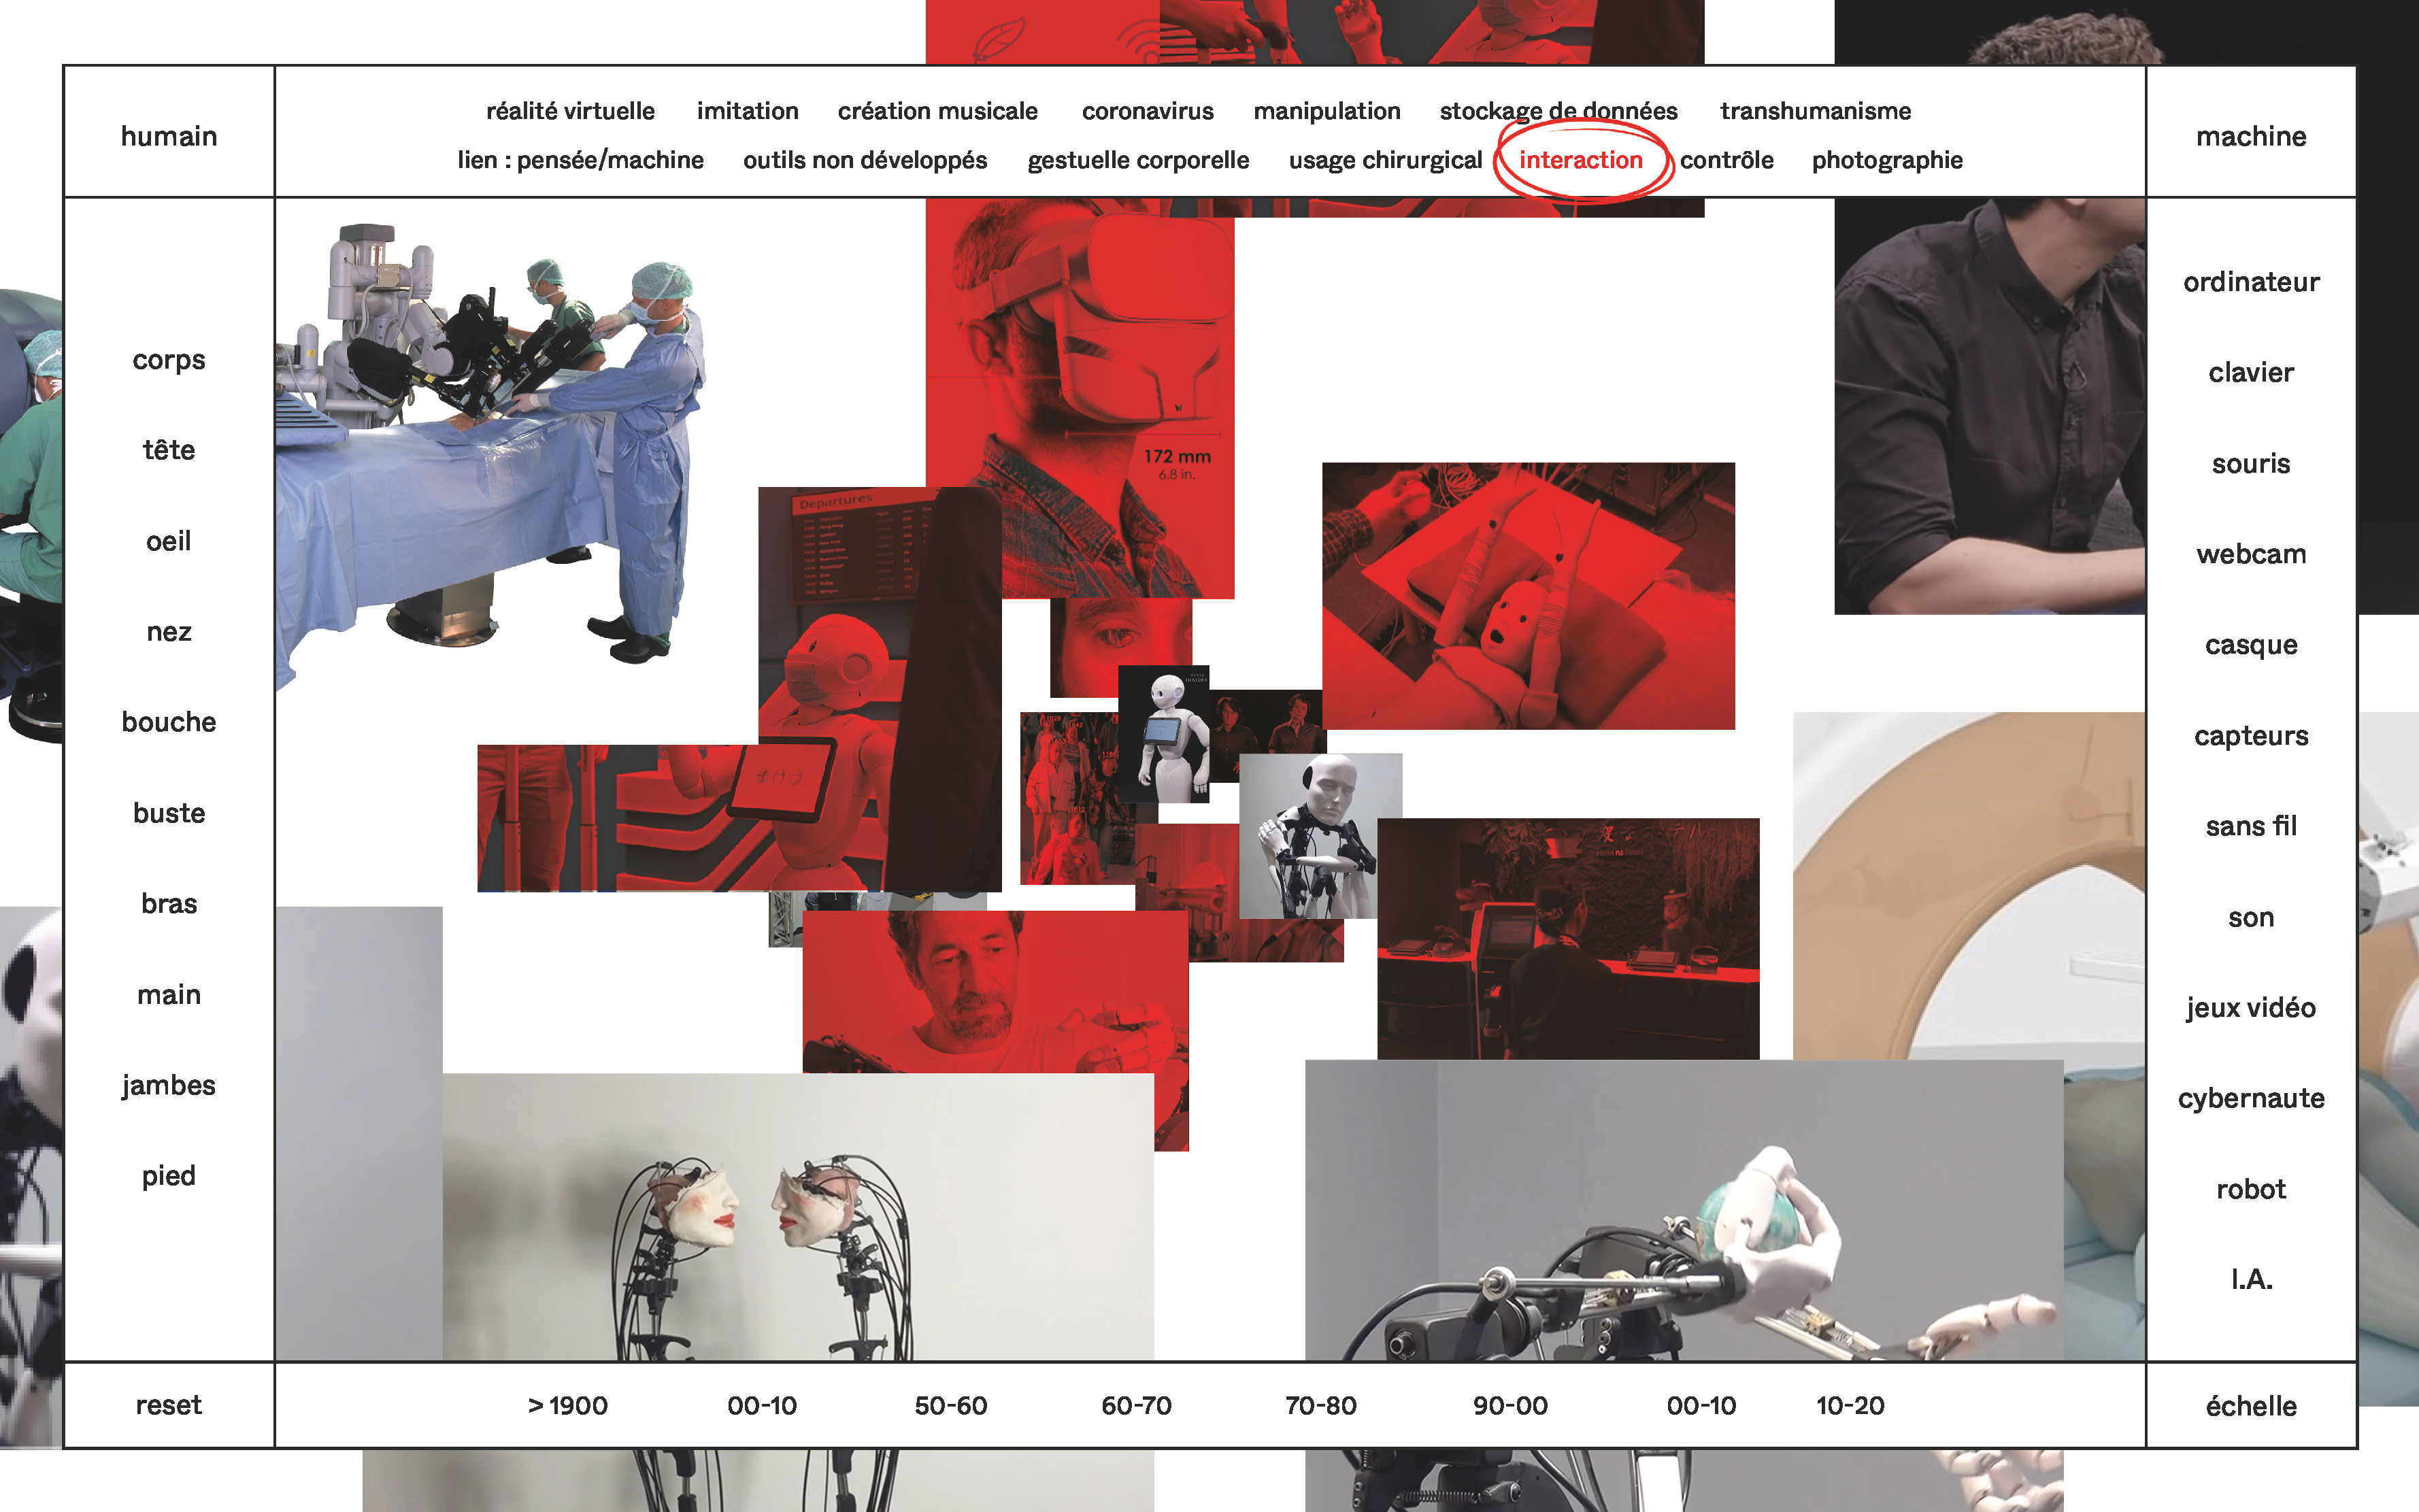 humain
réalité virtuelle imitation création musicale coronavirus manipulation stockage de données transhumanisme
lien : pensée/machine outils non développés gestuelle corporelle usage chirurgical interaction contrôle photographie
machine
corps
tête
oeil
nez
bouche
buste
bras
main
jambes
pied
172 mm
6.8 in.
Departures
ordinateur
clavier
souris
webcam
casque
capteurs
sans fil
son
jeux vidéo
cybernaute
robot
I.A.
reset
> 1900 00-10 50-60 60-70 70-80 90-00 00-10 10-20
échelle